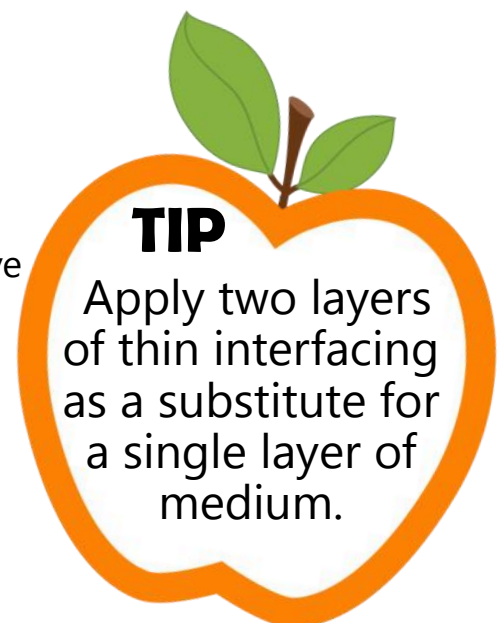 TIP
Apply two layers
of thin interfacing
as a substitute for
a single layer of
medium.